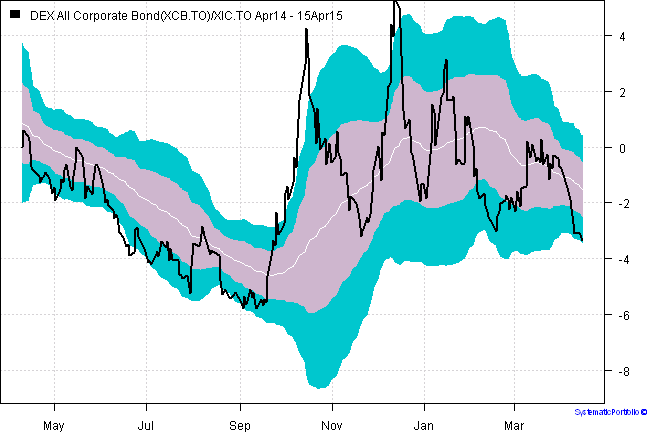 DEX All Corporate Bond(XCB.TO)/XIC.TO Apr14 - 15Apr15
4
2
0
-2
-4
-6
-8
May Jul Sep Nov Jan Mar
SystematicPortfolio ©